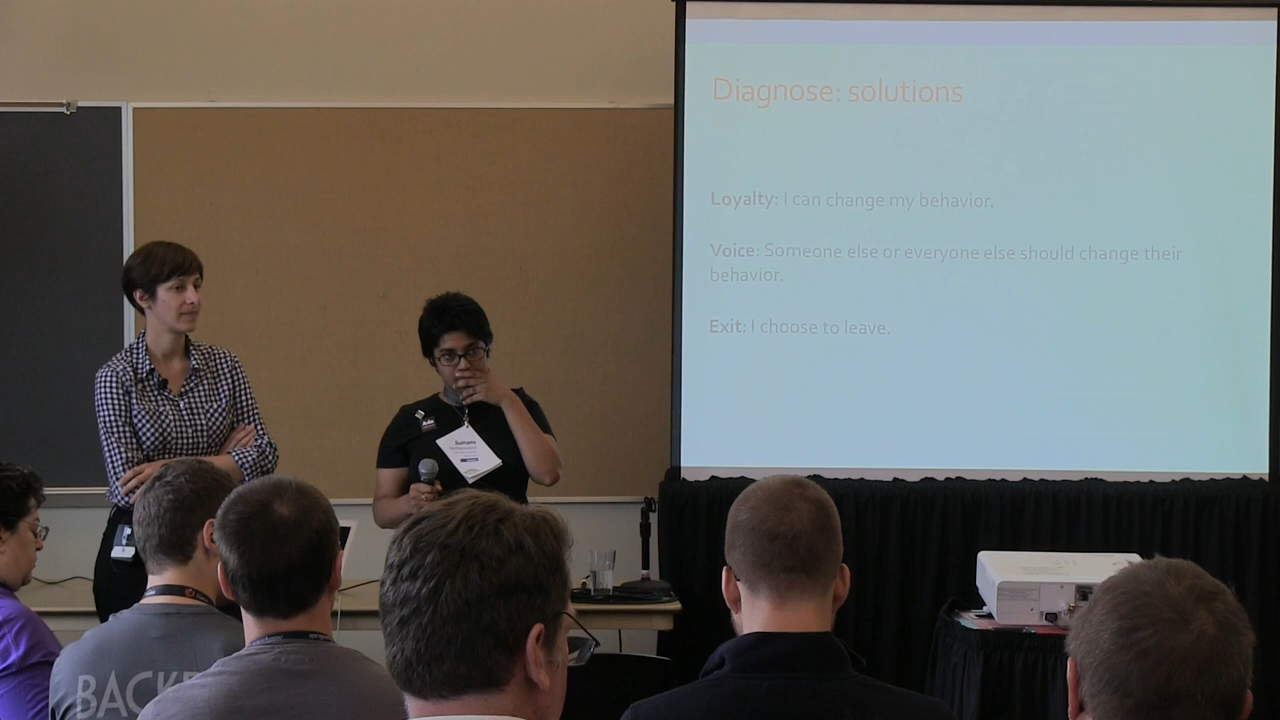 Diagnose: solutions
Loyalty: I can change my behavior.
Voice: Someone else or everyone else should change their
behavior.
Exit: I choose to leave.
Sumana
BACK